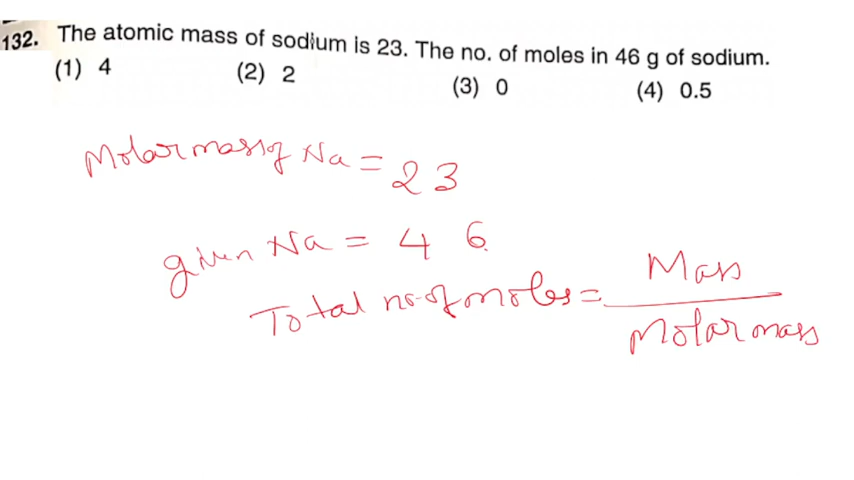 132. The atomic mass of sodium is 23. The no. of moles in 46 g of sodium.
(1) 4 (2) 2 (3) 0 (4) 0.5
Molar mass of Na = 23
given Na = 46
Total no. of moles = Mass
Molar mass